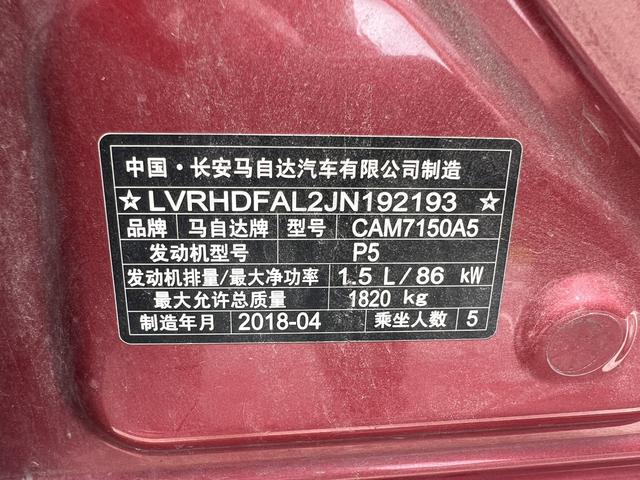 中国·长安马自达汽车有限公司制造
☆LVRHDFAL2JN192193☆
品牌 马自达牌 型号 CAM7150A5
发动机型号 P5
发动机排量/最大净功率 1.5 L/86 kW
最大允许总质量 1820 kg
制造年月 2018-04 乘坐人数 5